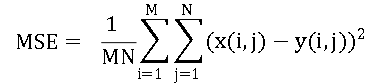 MSE = 1/MN ∑_{i=1}^{M} ∑_{j=1}^{N} (x(i,j) − y(i,j))²